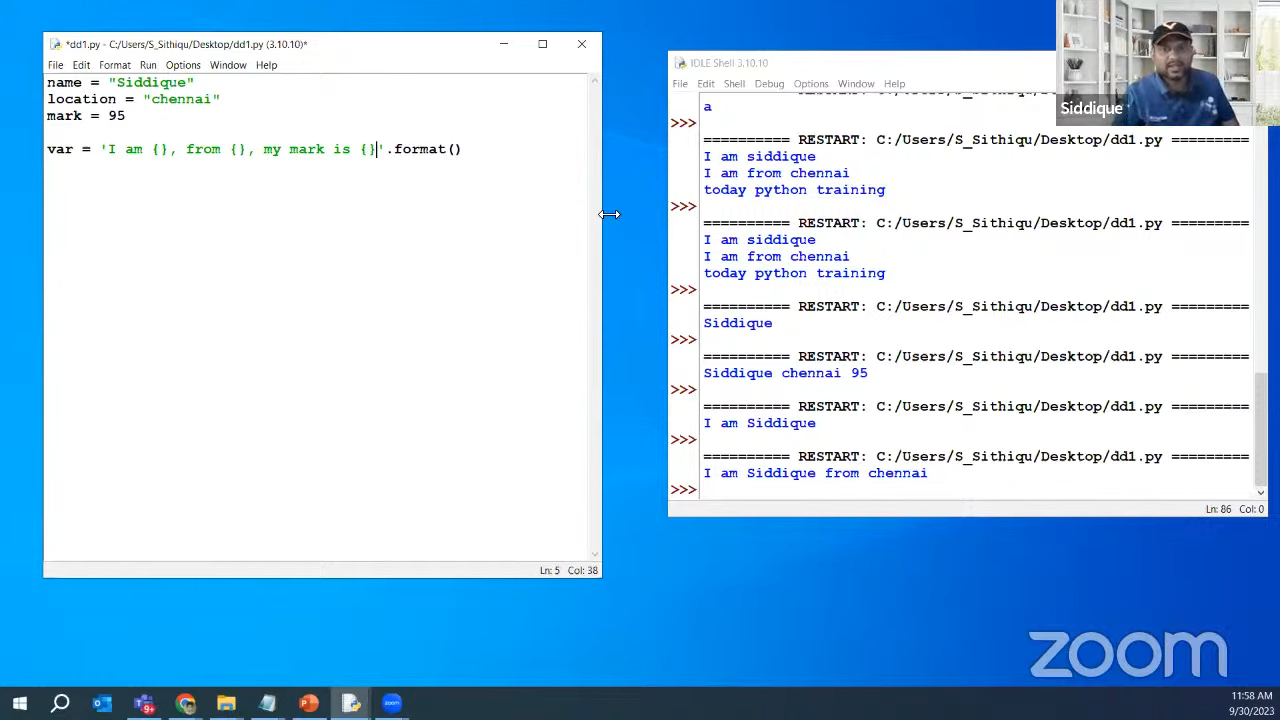 *dd1.py - C:/Users/S_Sithiqu/Desktop/dd1.py (3.10.10)*
File Edit Format Run Options Window Help
name = "Siddique"
location = "chennai"
mark = 95
var = 'I am {}, from {}, my mark is {}'.format()
Ln: 5 Col: 38
IDLE Shell 3.10.10
File Edit Shell Debug Options Window Help
a
>>>
========== RESTART: C:/Users/S_Sithiqu/Desktop/dd1.py =========
I am siddique
I am from chennai
today python training
>>>
========== RESTART: C:/Users/S_Sithiqu/Desktop/dd1.py =========
I am siddique
I am from chennai
today python training
>>>
========== RESTART: C:/Users/S_Sithiqu/Desktop/dd1.py =========
Siddique
>>>
========== RESTART: C:/Users/S_Sithiqu/Desktop/dd1.py =========
Siddique chennai 95
>>>
========== RESTART: C:/Users/S_Sithiqu/Desktop/dd1.py =========
I am Siddique
>>>
========== RESTART: C:/Users/S_Sithiqu/Desktop/dd1.py =========
I am Siddique from chennai
>>>
Ln: 86 Col: 0
Siddique
zoom
11:58 AM
9/30/2023